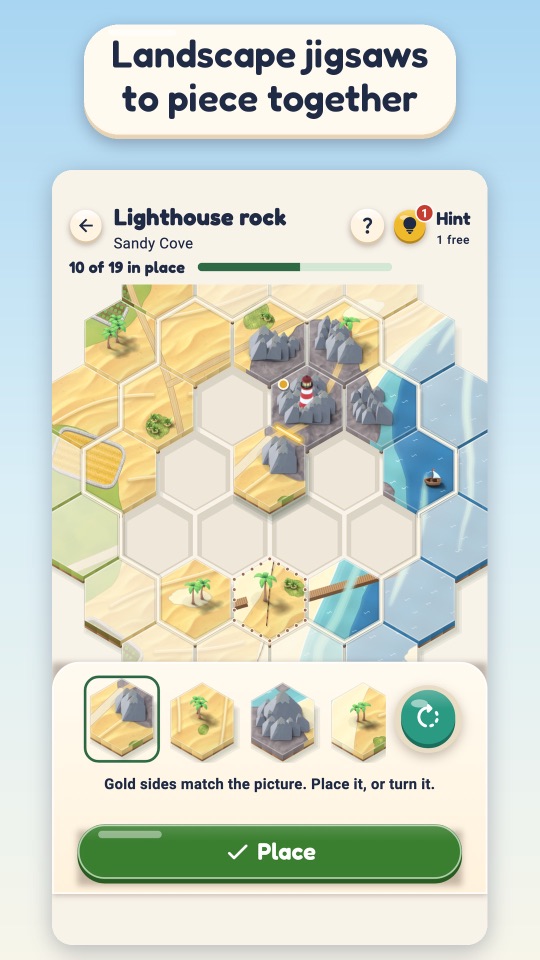 Landscape jigsaws
to piece together
Lighthouse rock
Sandy Cove
?
1
Hint
1 free
10 of 19 in place
Gold sides match the picture. Place it, or turn it.
Place